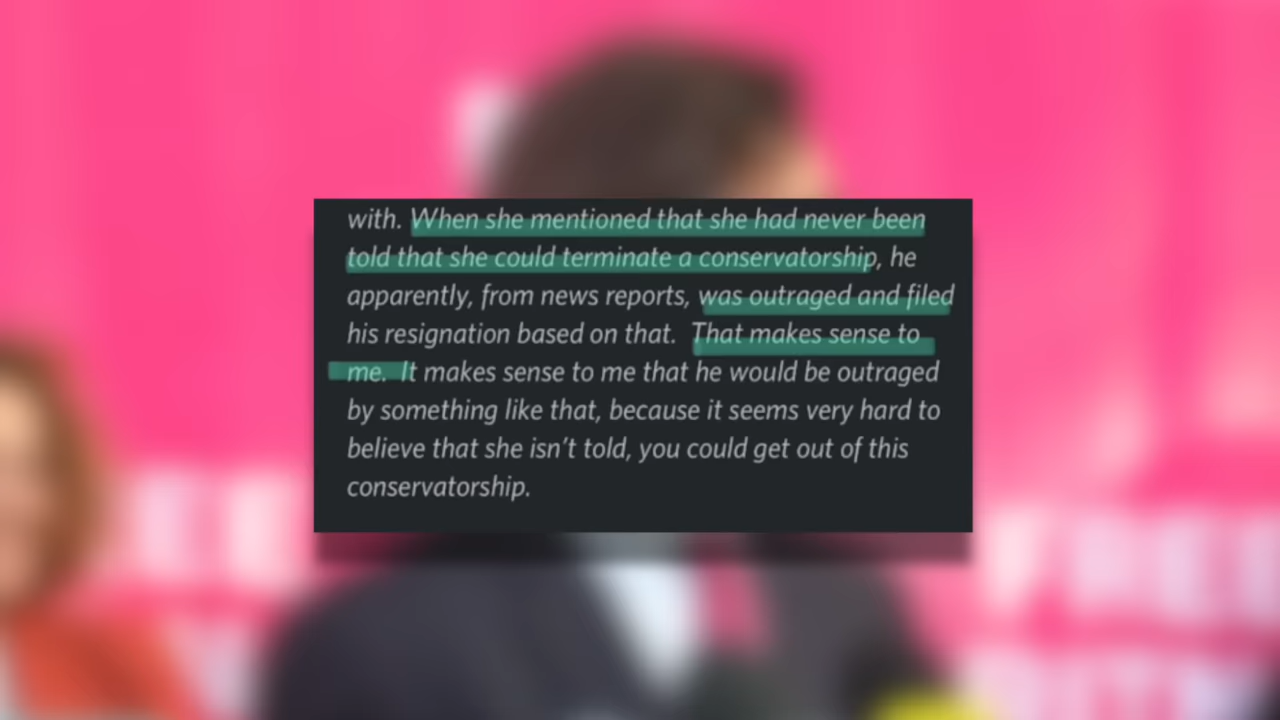 with. When she mentioned that she had never been
told that she could terminate a conservatorship, he
apparently, from news reports, was outraged and filed
his resignation based on that. That makes sense to
me. It makes sense to me that he would be outraged
by something like that, because it seems very hard to
believe that she isn't told, you could get out of this
conservatorship.